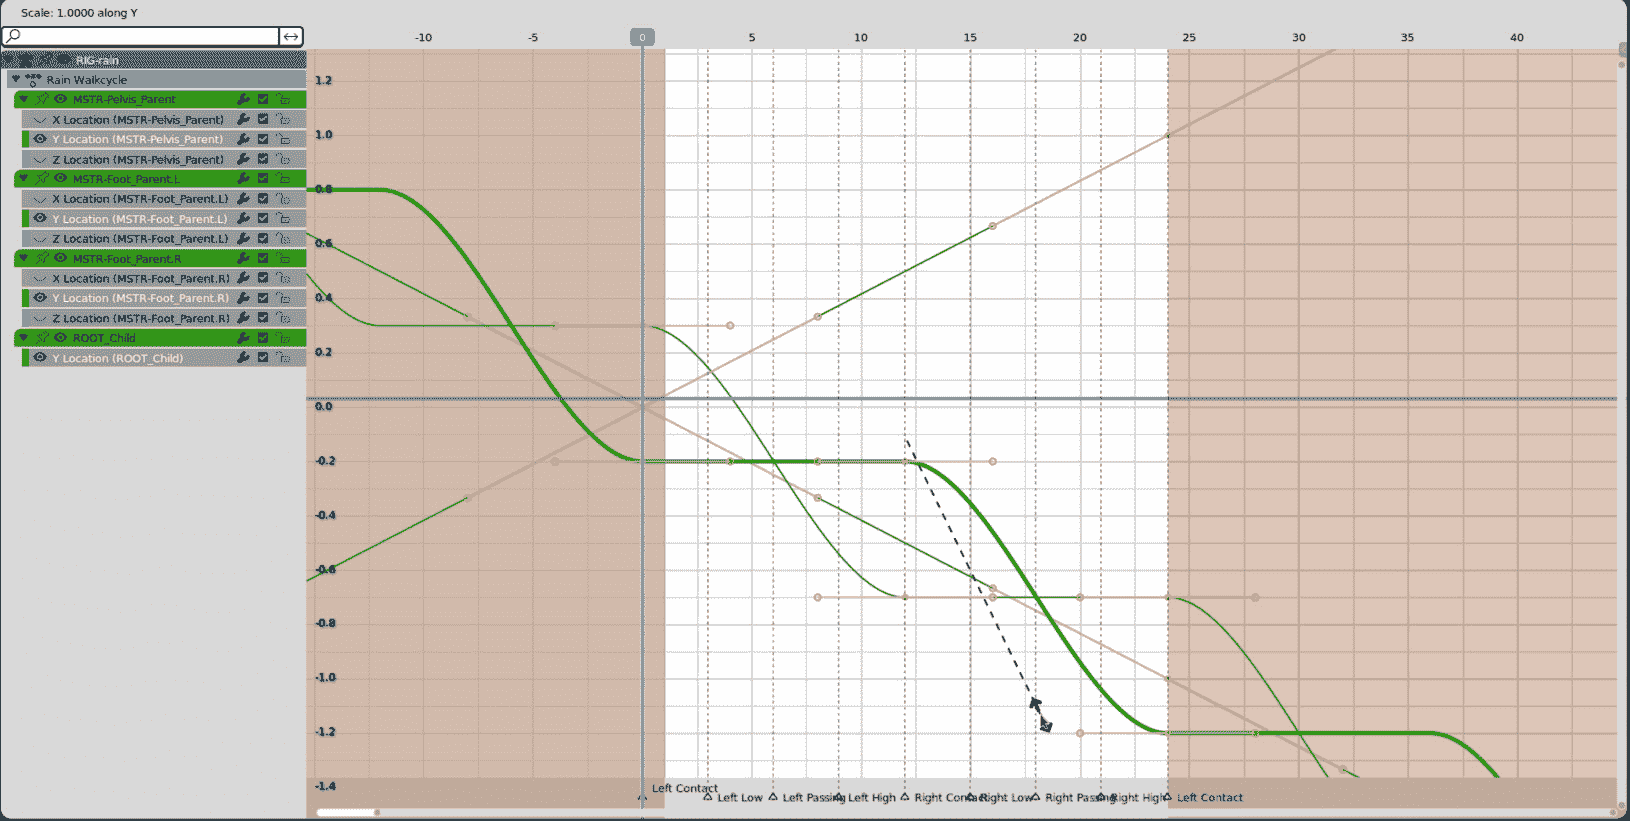 Scale: 1.0000 along Y
-10 -5 0 5 10 15 20 25 30 35 40
RIG-rain
Rain Walkcycle
MSTR-Pelvis_Parent
X Location (MSTR-Pelvis_Parent)
Y Location (MSTR-Pelvis_Parent)
Z Location (MSTR-Pelvis_Parent)
MSTR-Foot_Parent.L
X Location (MSTR-Foot_Parent.L)
Y Location (MSTR-Foot_Parent.L)
Z Location (MSTR-Foot_Parent.L)
MSTR-Foot_Parent.R
X Location (MSTR-Foot_Parent.R)
Y Location (MSTR-Foot_Parent.R)
Z Location (MSTR-Foot_Parent.R)
ROOT_Child
Y Location (ROOT_Child)
1.2
1.0
0.8
0.6
0.4
0.2
0.0
-0.2
-0.4
-0.6
-0.8
-1.0
-1.2
-1.4
Left Contact
Left Low Left Passing Left High Right Contact Right Low Right Passing Right High Left Contact